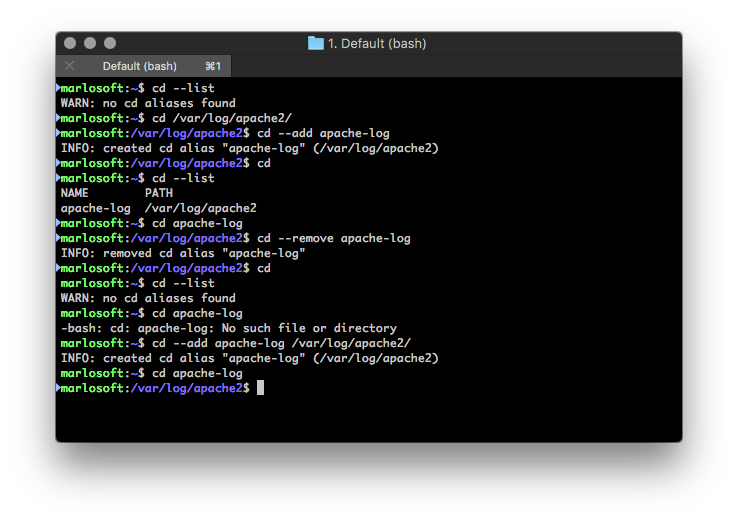 1. Default (bash)
Default (bash) ⌘1
marlosoft:~$ cd --list
WARN: no cd aliases found
marlosoft:~$ cd /var/log/apache2/
marlosoft:/var/log/apache2$ cd --add apache-log
INFO: created cd alias "apache-log" (/var/log/apache2)
marlosoft:/var/log/apache2$ cd
marlosoft:~$ cd --list
NAME        PATH
apache-log  /var/log/apache2
marlosoft:~$ cd apache-log
marlosoft:/var/log/apache2$ cd --remove apache-log
INFO: removed cd alias "apache-log"
marlosoft:/var/log/apache2$ cd
marlosoft:~$ cd --list
WARN: no cd aliases found
marlosoft:~$ cd apache-log
-bash: cd: apache-log: No such file or directory
marlosoft:~$ cd --add apache-log /var/log/apache2/
INFO: created cd alias "apache-log" (/var/log/apache2)
marlosoft:~$ cd apache-log
marlosoft:/var/log/apache2$